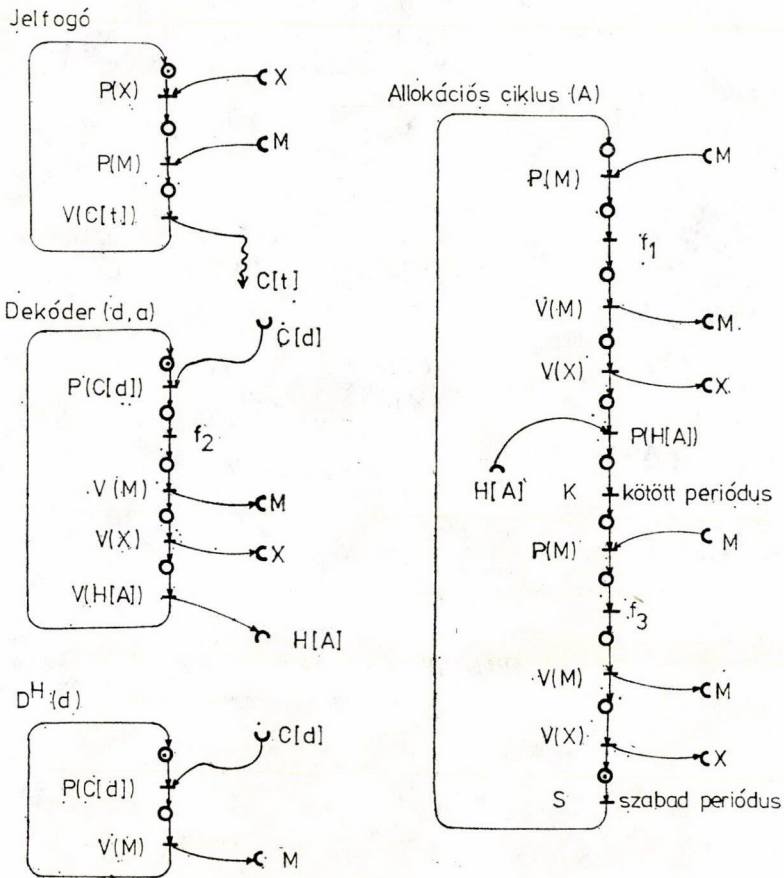 Jelfogó
P(X)
X
P(M)
M
V(C[t])
C[t]
Dekóder (d,a)
C[d]
P(C[d])
f2
V(M)
M
V(X)
X
V(H[A])
H[A]
D^H (d)
C[d]
P(C[d])
V(M)
M
Allokációs ciklus (A)
P(M)
M
f1
V(M)
M
V(X)
X
P(H[A])
H[A]
K
kötött periódus
P(M)
M
f3
V(M)
M
V(X)
X
S
szabad periódus